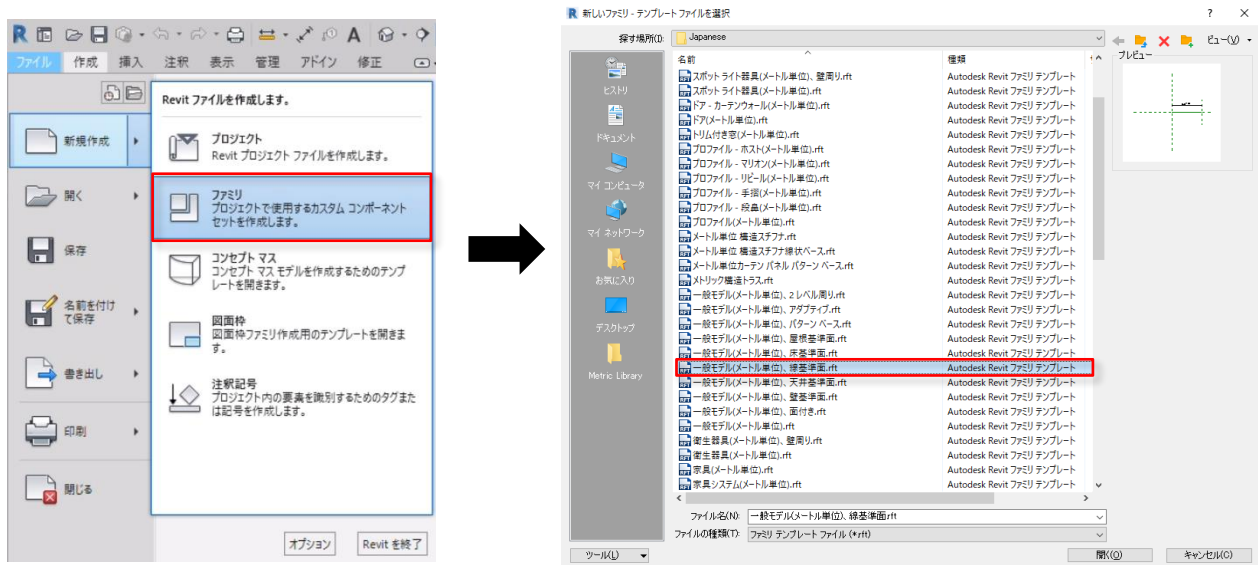 ファイル 作成 挿入 注釈 表示 管理 アドイン 修正
Revit ファイルを作成します。
新規作成
開く
保存
名前を付け
て保存
書き出し
印刷
閉じる
プロジェクト
Revit プロジェクト ファイルを作成します。
ファミリ
プロジェクトで使用するカスタム コンポーネント
セットを作成します。
コンセプト マス
コンセプト マス モデルを作成するためのテンプ
レートを開きます。
図面枠
図面枠ファミリ作成用のテンプレートを開きま
す。
注釈記号
プロジェクト内の要素を識別するためのタグまた
は記号を作成します。
オプション Revit を終了
新しいファミリ - テンプレート ファイルを選択
探す場所(I): Japanese ビュー(V)
プレビュー
ヒストリ
ドキュメント
マイ コンピュータ
マイ ネットワーク
お気に入り
デスクトップ
Metric Library
名前 種類
スポット ライト器具(メートル単位)、壁周り.rft Autodesk Revit ファミリ テンプレート
スポット ライト器具(メートル単位).rft Autodesk Revit ファミリ テンプレート
ドア - カーテンウォール(メートル単位).rft Autodesk Revit ファミリ テンプレート
ドア(メートル単位).rft Autodesk Revit ファミリ テンプレート
トリム付き窓(メートル単位).rft Autodesk Revit ファミリ テンプレート
プロファイル - ホスト(メートル単位).rft Autodesk Revit ファミリ テンプレート
プロファイル - マリオン(メートル単位).rft Autodesk Revit ファミリ テンプレート
プロファイル - リビール(メートル単位).rft Autodesk Revit ファミリ テンプレート
プロファイル - 手摺(メートル単位).rft Autodesk Revit ファミリ テンプレート
プロファイル - 段鼻(メートル単位).rft Autodesk Revit ファミリ テンプレート
プロファイル(メートル単位).rft Autodesk Revit ファミリ テンプレート
メートル単位 構造スチフナ.rft Autodesk Revit ファミリ テンプレート
メートル単位 構造スチフナ線状ベース.rft Autodesk Revit ファミリ テンプレート
メートル単位カーテン パネル パターン ベース.rft Autodesk Revit ファミリ テンプレート
メトリック構造トラス.rft Autodesk Revit ファミリ テンプレート
一般モデル(メートル単位)、2 レベル周り.rft Autodesk Revit ファミリ テンプレート
一般モデル(メートル単位)、アダプティブ.rft Autodesk Revit ファミリ テンプレート
一般モデル(メートル単位)、パターン ベース.rft Autodesk Revit ファミリ テンプレート
一般モデル(メートル単位)、屋根基準面.rft Autodesk Revit ファミリ テンプレート
一般モデル(メートル単位)、床基準面.rft Autodesk Revit ファミリ テンプレート
一般モデル(メートル単位)、線基準面.rft Autodesk Revit ファミリ テンプレート
一般モデル(メートル単位)、天井基準面.rft Autodesk Revit ファミリ テンプレート
一般モデル(メートル単位)、壁基準面.rft Autodesk Revit ファミリ テンプレート
一般モデル(メートル単位)、面付き.rft Autodesk Revit ファミリ テンプレート
一般モデル(メートル単位).rft Autodesk Revit ファミリ テンプレート
衛生器具(メートル単位)、壁周り.rft Autodesk Revit ファミリ テンプレート
衛生器具(メートル単位).rft Autodesk Revit ファミリ テンプレート
家具(メートル単位).rft Autodesk Revit ファミリ テンプレート
家具システム(メートル単位).rft Autodesk Revit ファミリ テンプレート
ファイル名(N): 一般モデル(メートル単位)、線基準面.rft
ファイルの種類(T): ファミリ テンプレート ファイル (*.rft)
ツール(L) 開く(O) キャンセル(C)